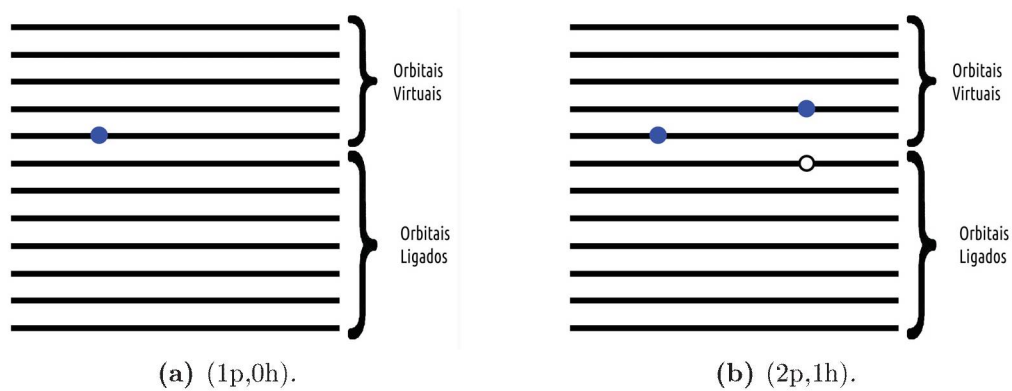 Orbitais
Virtuais
Orbitais
Ligados
(a) (1p,0h).
Orbitais
Virtuais
Orbitais
Ligados
(b) (2p,1h).